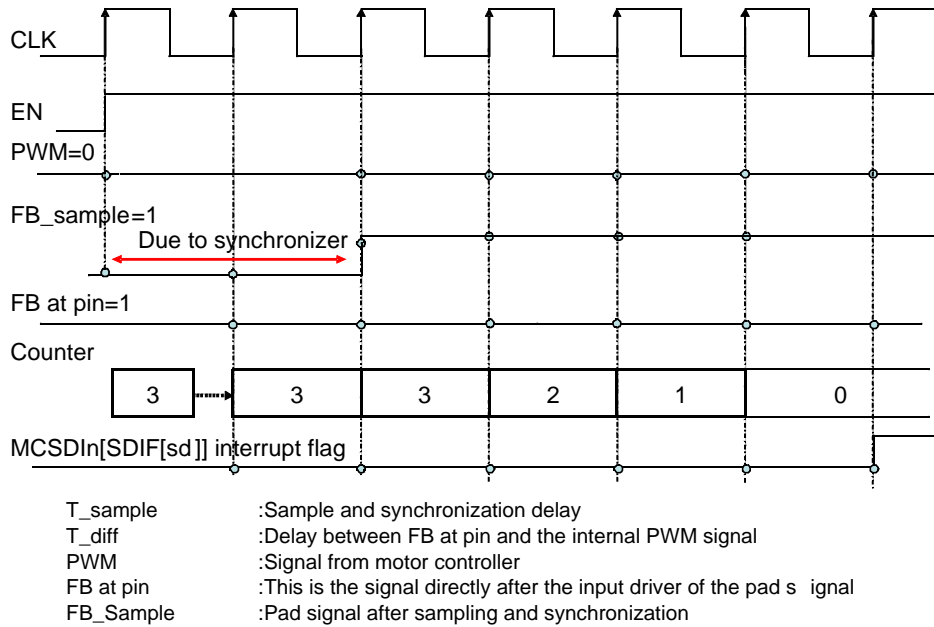 CLK
EN
PWM=0
FB_sample=1
Due to synchronizer
FB at pin=1
Counter
3 3 3 2 1 0
MCSDIn[SDIF[sd]] interrupt flag
T_sample :Sample and synchronization delay
T_diff :Delay between FB at pin and the internal PWM signal
PWM :Signal from motor controller
FB at pin :This is the signal directly after the input driver of the pad s ignal
FB_Sample :Pad signal after sampling and synchronization